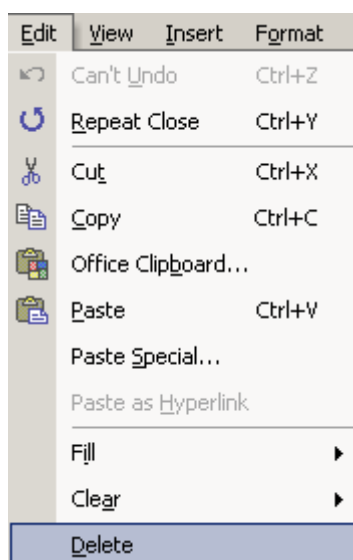 Edit View Insert Format
Can't Undo Ctrl+Z
Repeat Close Ctrl+Y
Cut Ctrl+X
Copy Ctrl+C
Office Clipboard...
Paste Ctrl+V
Paste Special...
Paste as Hyperlink
Fill
Clear
Delete